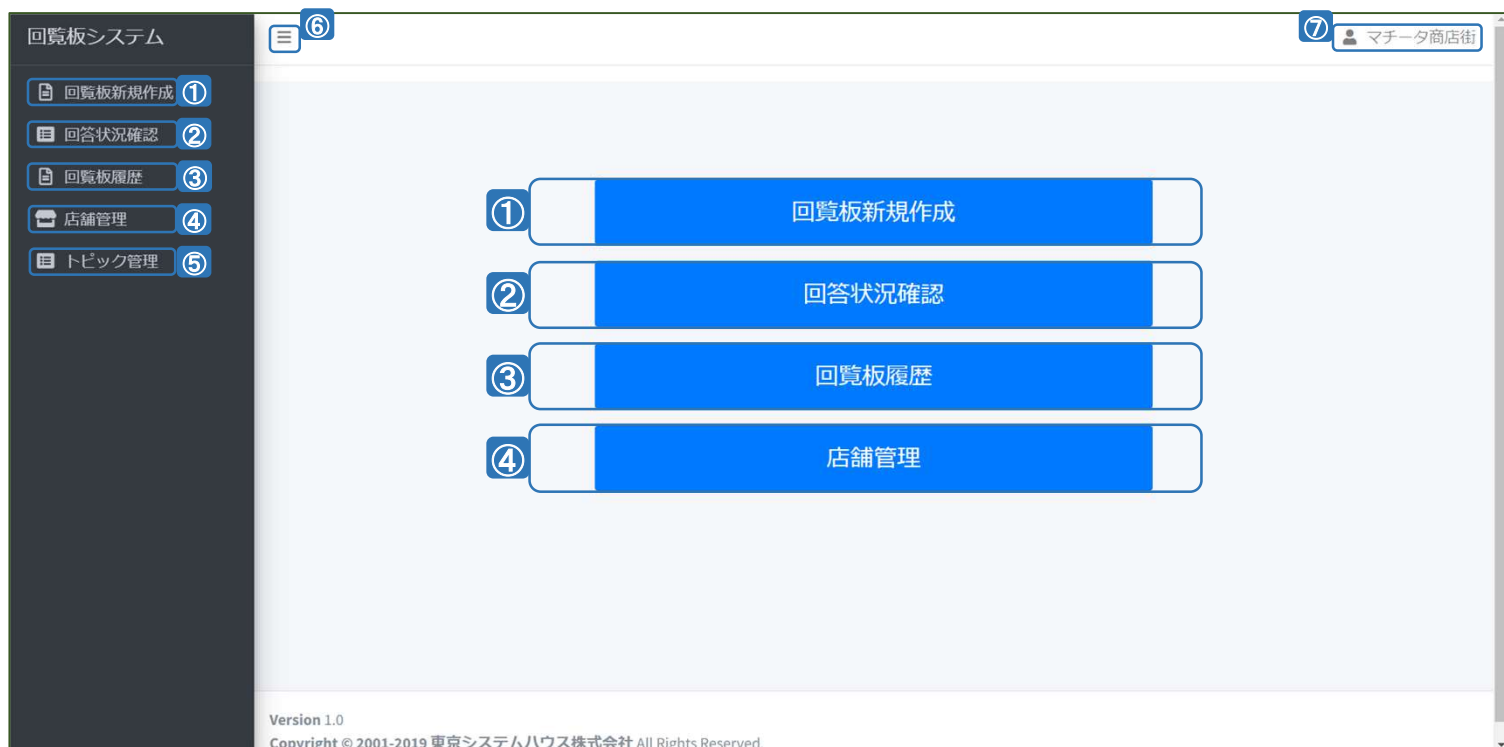 回覧板システム
⑥
⑦ マチータ商店街
回覧板新規作成 ①
回答状況確認 ②
回覧板履歴 ③
店舗管理 ④
トピック管理 ⑤
① 回覧板新規作成
② 回答状況確認
③ 回覧板履歴
④ 店舗管理
Version 1.0
Copyright © 2001-2019 東京システムハウス株式会社 All Rights Reserved.